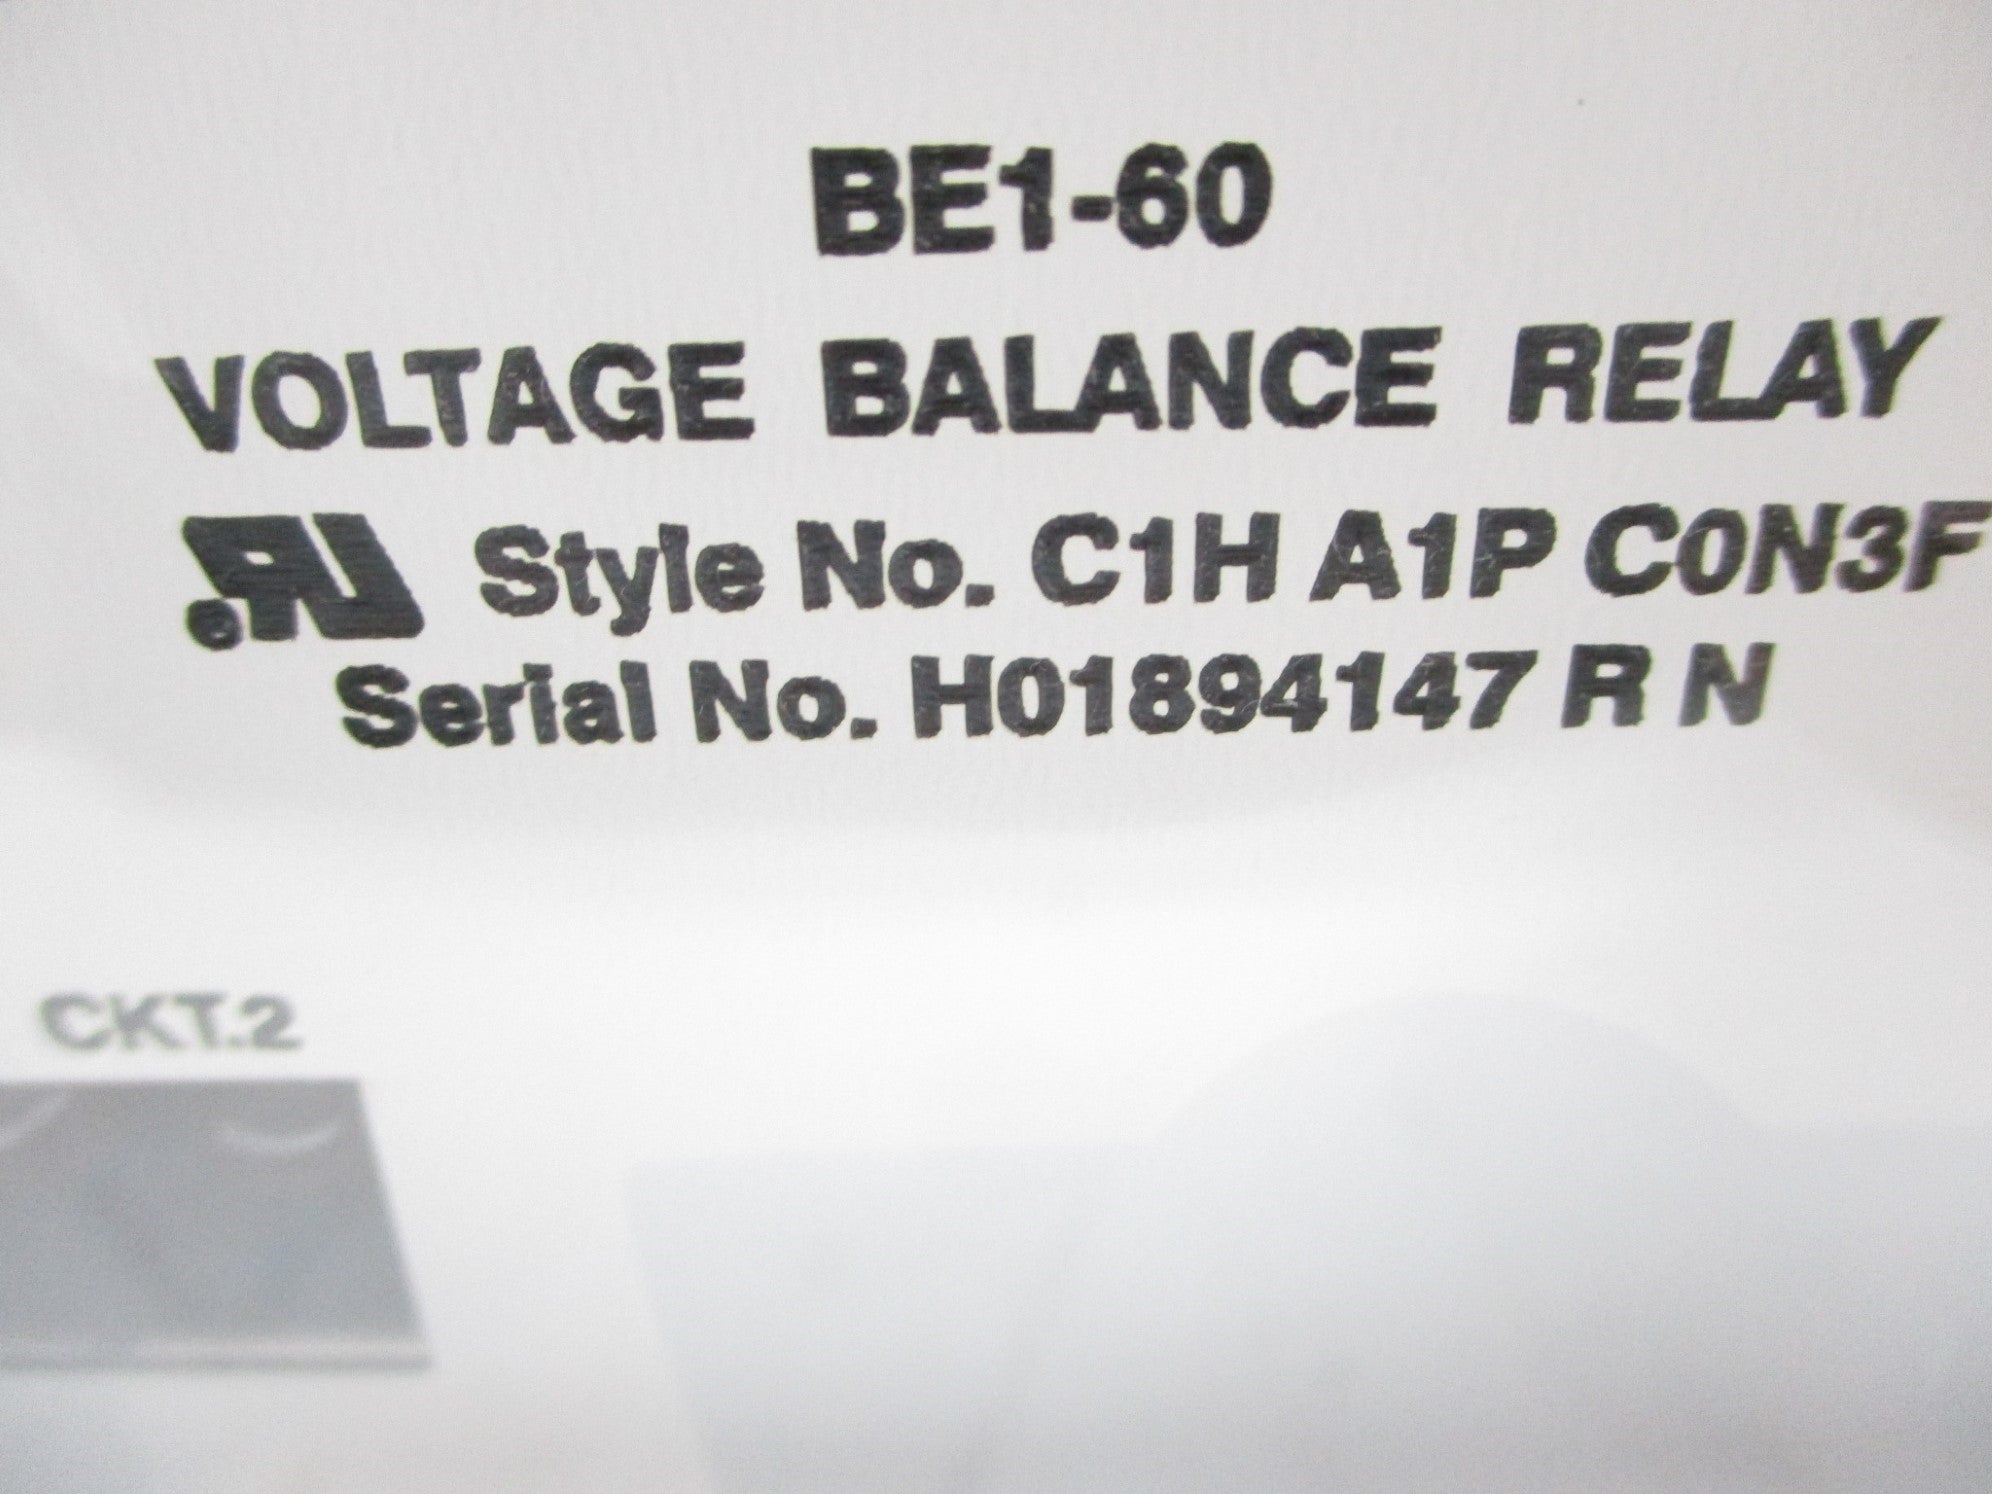 BE1-60
VOLTAGE BALANCE RELAY
Style No. C1H A1P C0N3F
Serial No. H01894147 R N
CKT.2